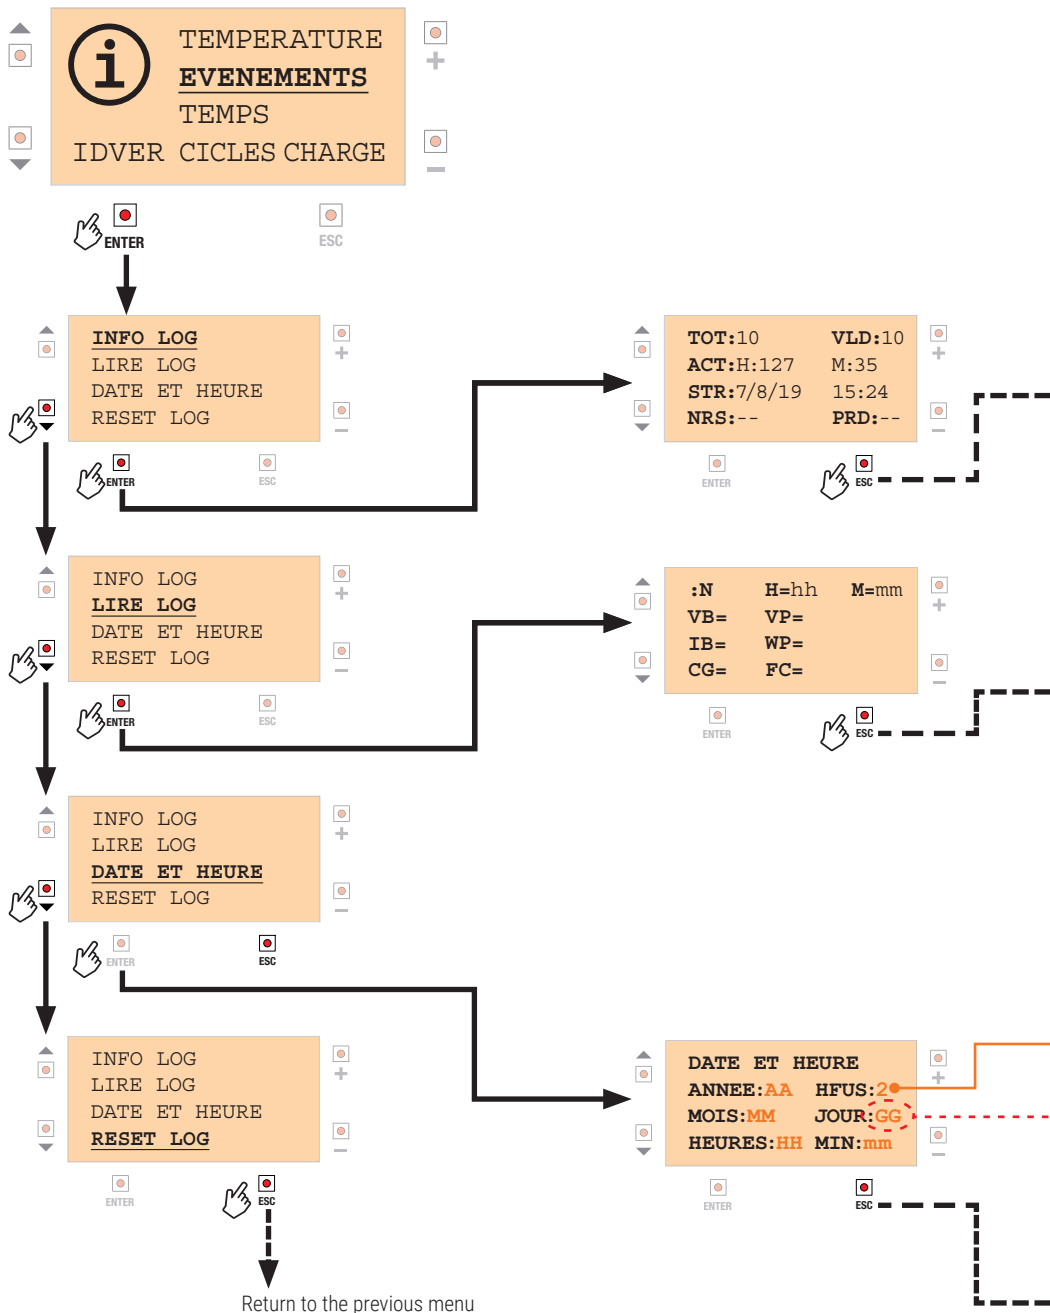 TEMPERATURE
EVENEMENTS
TEMPS
IDVER CICLES CHARGE
ENTER
ESC
INFO LOG
LIRE LOG
DATE ET HEURE
RESET LOG
ENTER
ESC
TOT:10 VLD:10
ACT:H:127 M:35
STR:7/8/19 15:24
NRS:-- PRD:--
ENTER
ESC
INFO LOG
LIRE LOG
DATE ET HEURE
RESET LOG
ENTER
ESC
:N H=hh M=mm
VB= VP=
IB= WP=
CG= FC=
ENTER
ESC
INFO LOG
LIRE LOG
DATE ET HEURE
RESET LOG
ENTER
ESC
INFO LOG
LIRE LOG
DATE ET HEURE
RESET LOG
ENTER
ESC
DATE ET HEURE
ANNEE:AA HFUS:2
MOIS:MM JOUR:GG
HEURES:HH MIN:mm
ENTER
ESC
Return to the previous menu